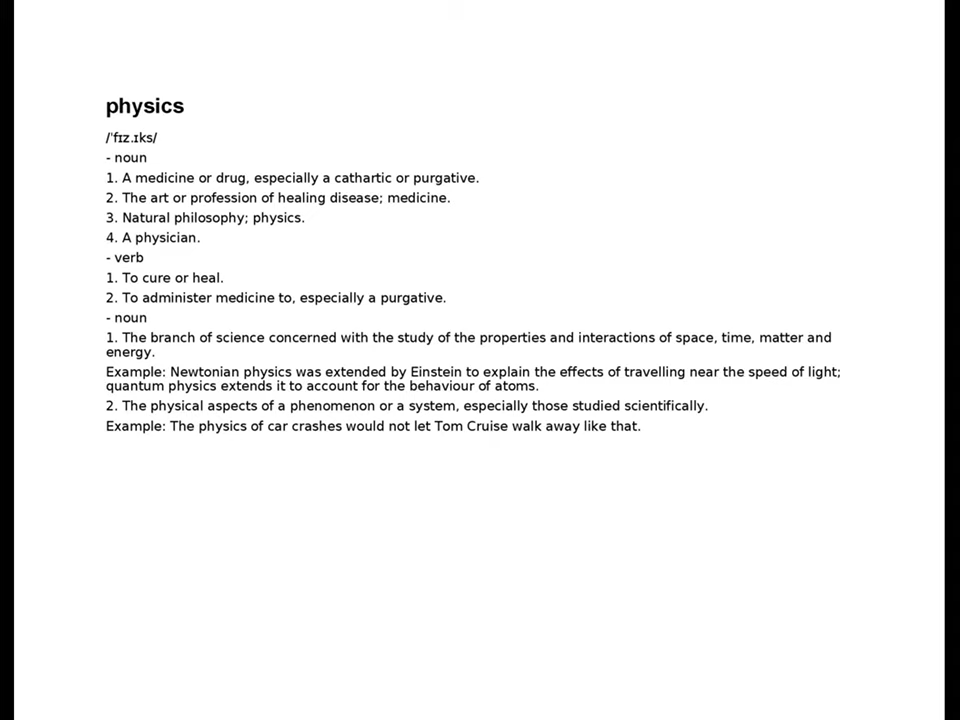 physics
/ˈfɪz.ɪks/
- noun
1. A medicine or drug, especially a cathartic or purgative.
2. The art or profession of healing disease; medicine.
3. Natural philosophy; physics.
4. A physician.
- verb
1. To cure or heal.
2. To administer medicine to, especially a purgative.
- noun
1. The branch of science concerned with the study of the properties and interactions of space, time, matter and
energy.
Example: Newtonian physics was extended by Einstein to explain the effects of travelling near the speed of light;
quantum physics extends it to account for the behaviour of atoms.
2. The physical aspects of a phenomenon or a system, especially those studied scientifically.
Example: The physics of car crashes would not let Tom Cruise walk away like that.